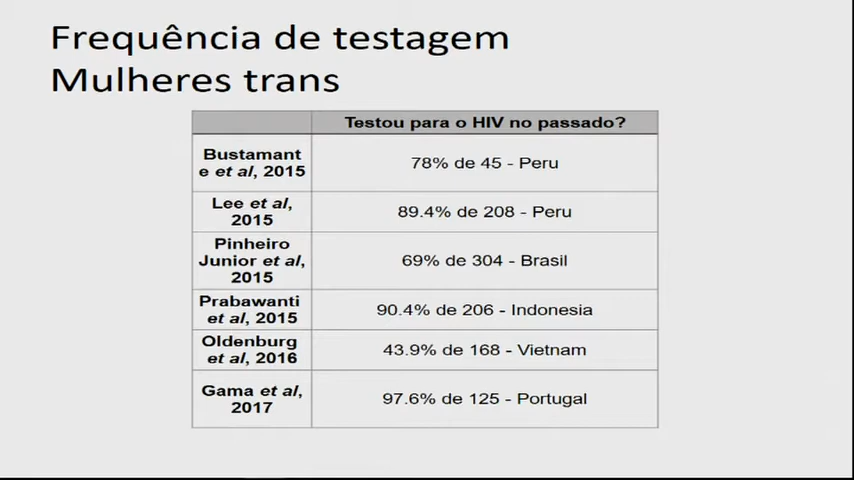 Frequência de testagem
Mulheres trans
Testou para o HIV no passado?
Bustamant
e et al, 2015
78% de 45 - Peru
Lee et al,
2015
89.4% de 208 - Peru
Pinheiro
Junior et al,
2015
69% de 304 - Brasil
Prabawanti
et al, 2015
90.4% de 206 - Indonesia
Oldenburg
et al, 2016
43.9% de 168 - Vietnam
Gama et al,
2017
97.6% de 125 - Portugal